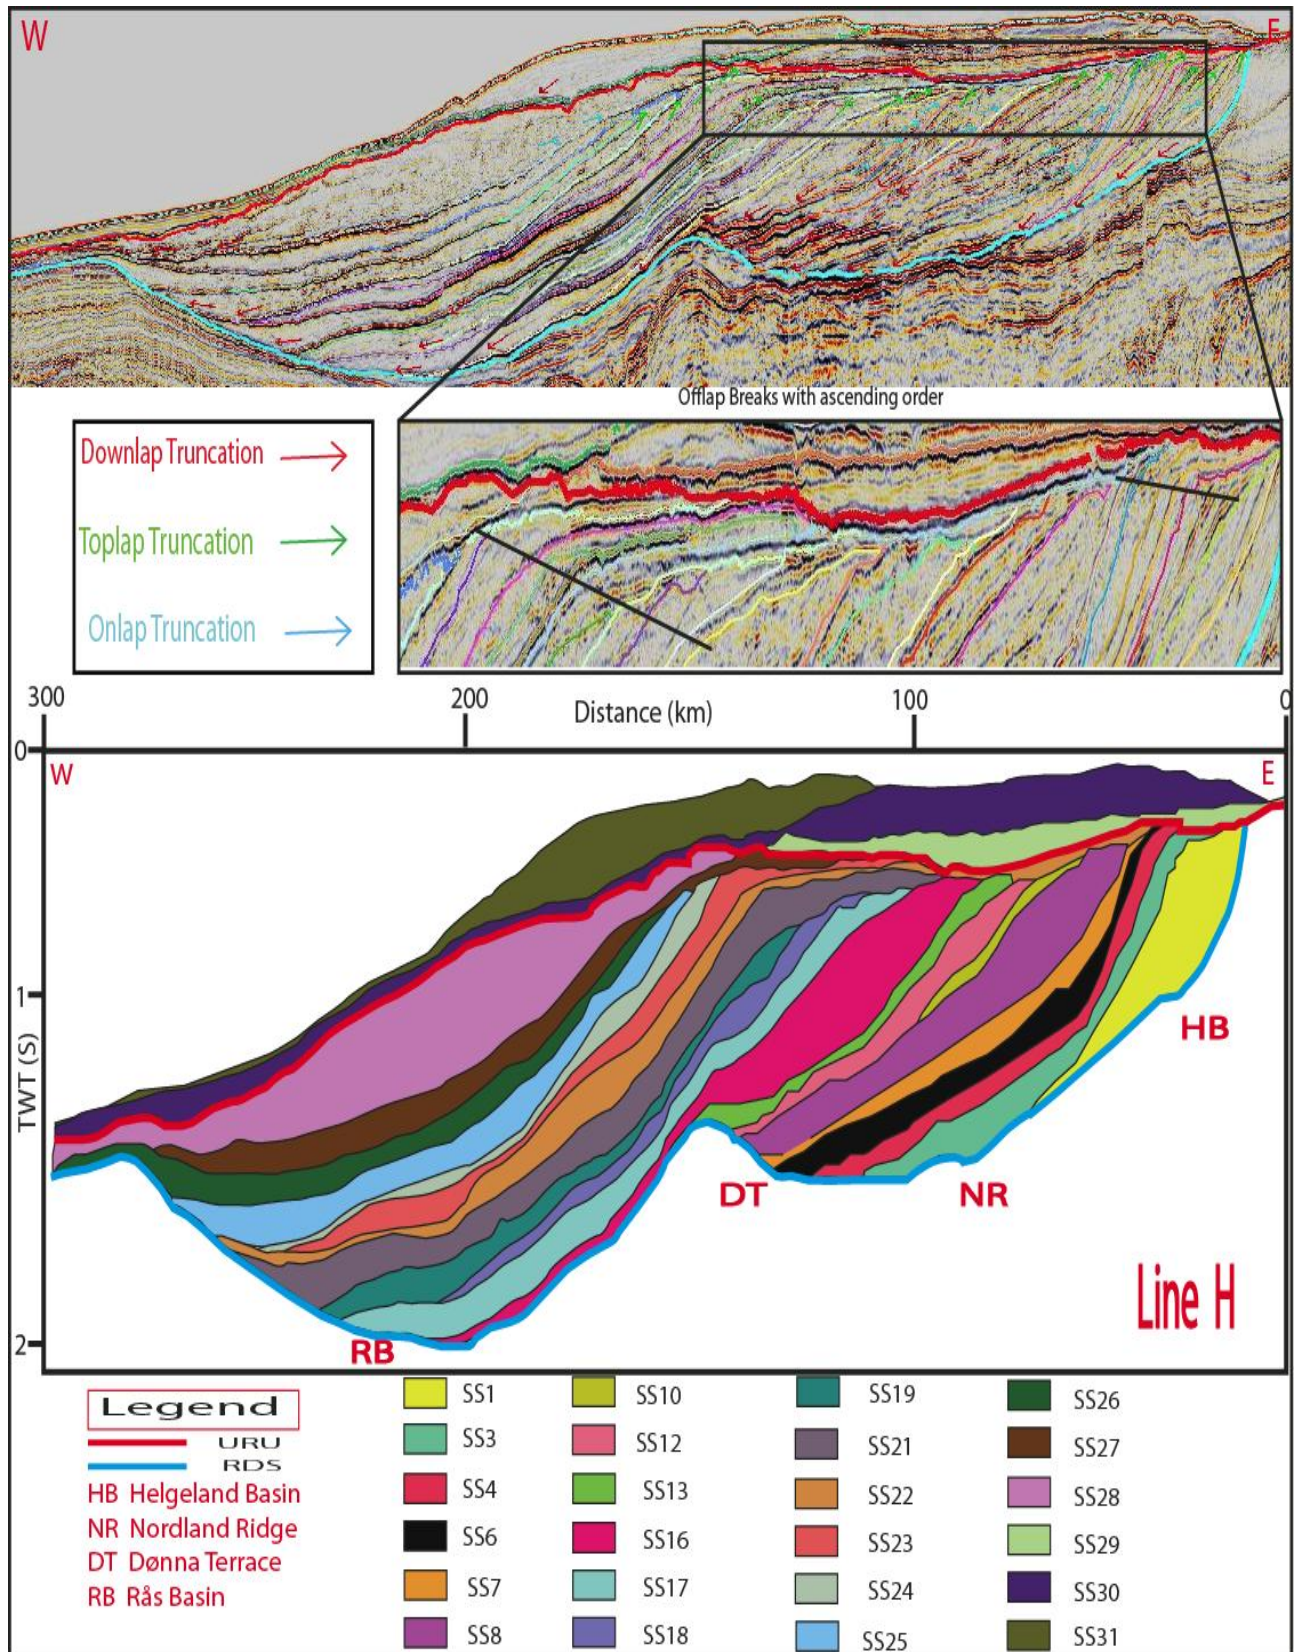 W
E
Offlap Breaks with ascending order
Downlap Truncation
Toplap Truncation
Onlap Truncation
300
200
Distance (km)
100
0
0
W
E
1
TWT (S)
HB
DT
NR
Line H
2
RB
Legend
URU
RDS
HB Helgeland Basin
NR Nordland Ridge
DT Dønna Terrace
RB Rås Basin
SS1
SS3
SS4
SS6
SS7
SS8
SS10
SS12
SS13
SS16
SS17
SS18
SS19
SS21
SS22
SS23
SS24
SS25
SS26
SS27
SS28
SS29
SS30
SS31